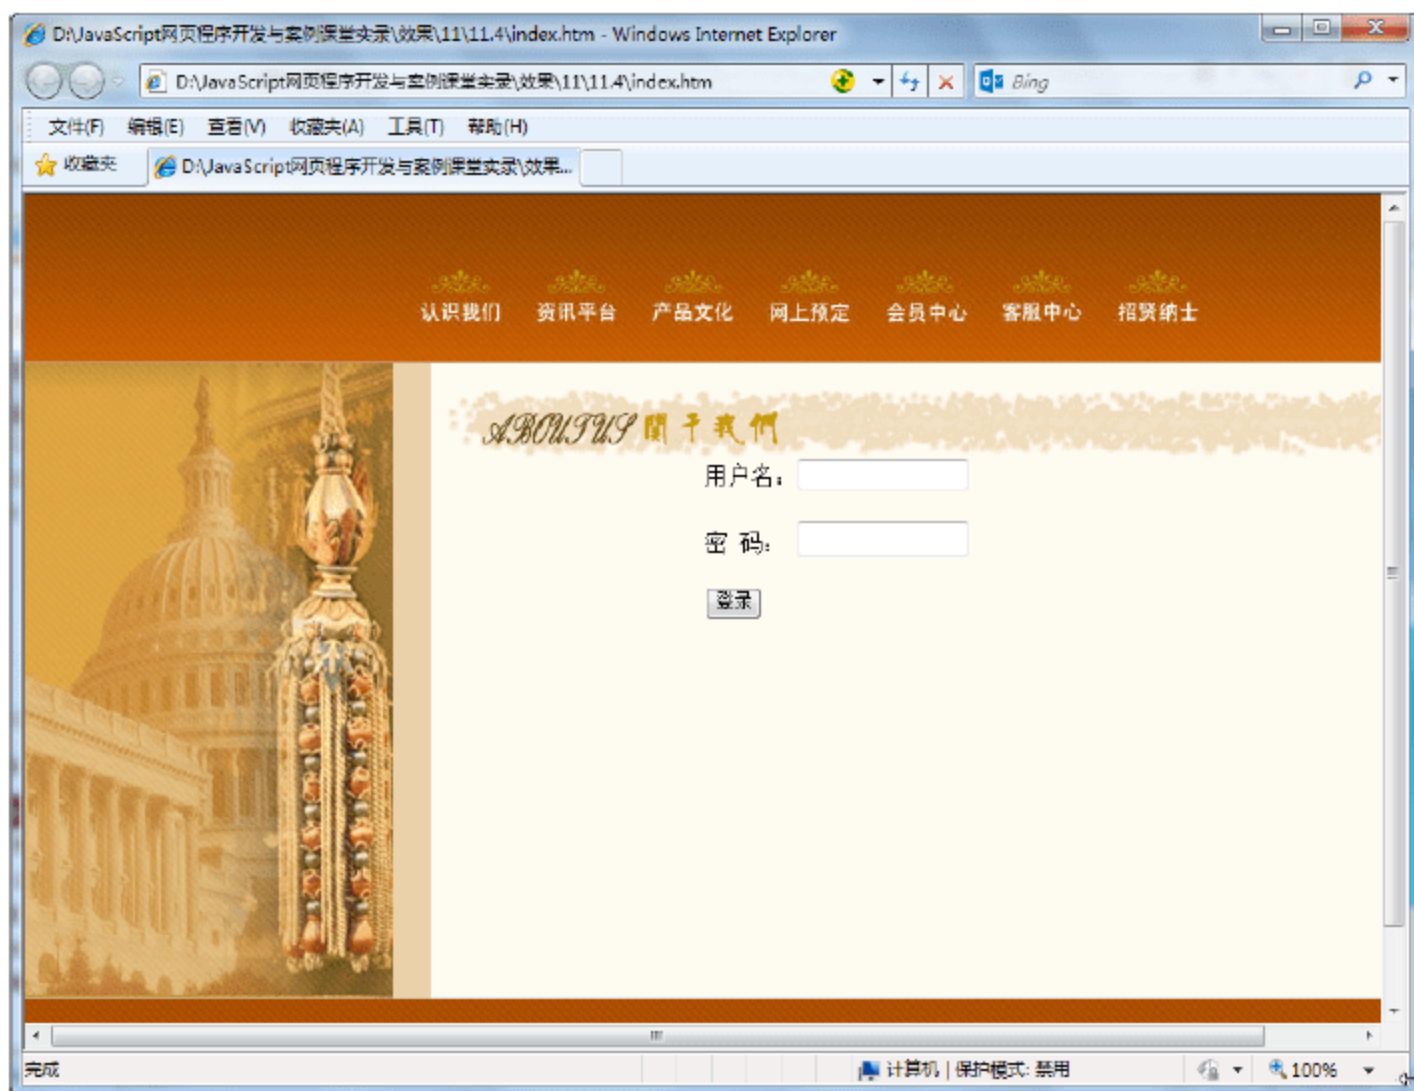 D:\JavaScript网页程序开发与案例课堂实录\效果\11\11.4\index.htm - Windows Internet Explorer
D:\JavaScript网页程序开发与案例课堂实录\效果\11\11.4\index.htm
Bing
文件(F) 编辑(E) 查看(V) 收藏夹(A) 工具(T) 帮助(H)
收藏夹 D:\JavaScript网页程序开发与案例课堂实录\效果...
认识我们 资讯平台 产品文化 网上预定 会员中心 客服中心 招贤纳士
ABOUTUS 關于我們
用户名：
密 码：
登录
完成 计算机 | 保护模式: 禁用 100%